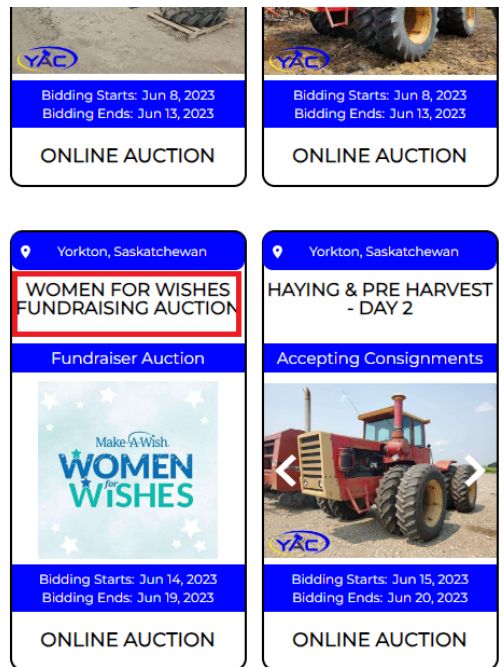 YAC
YAC
Bidding Starts: Jun 8, 2023
Bidding Ends: Jun 13, 2023
ONLINE AUCTION
Bidding Starts: Jun 8, 2023
Bidding Ends: Jun 13, 2023
ONLINE AUCTION
Yorkton, Saskatchewan
WOMEN FOR WISHES
FUNDRAISING AUCTION
Fundraiser Auction
Make-A-Wish
WOMEN
for
WISHES
Bidding Starts: Jun 14, 2023
Bidding Ends: Jun 19, 2023
ONLINE AUCTION
Yorkton, Saskatchewan
HAYING & PRE HARVEST
- DAY 2
Accepting Consignments
YAC
Bidding Starts: Jun 15, 2023
Bidding Ends: Jun 20, 2023
ONLINE AUCTION